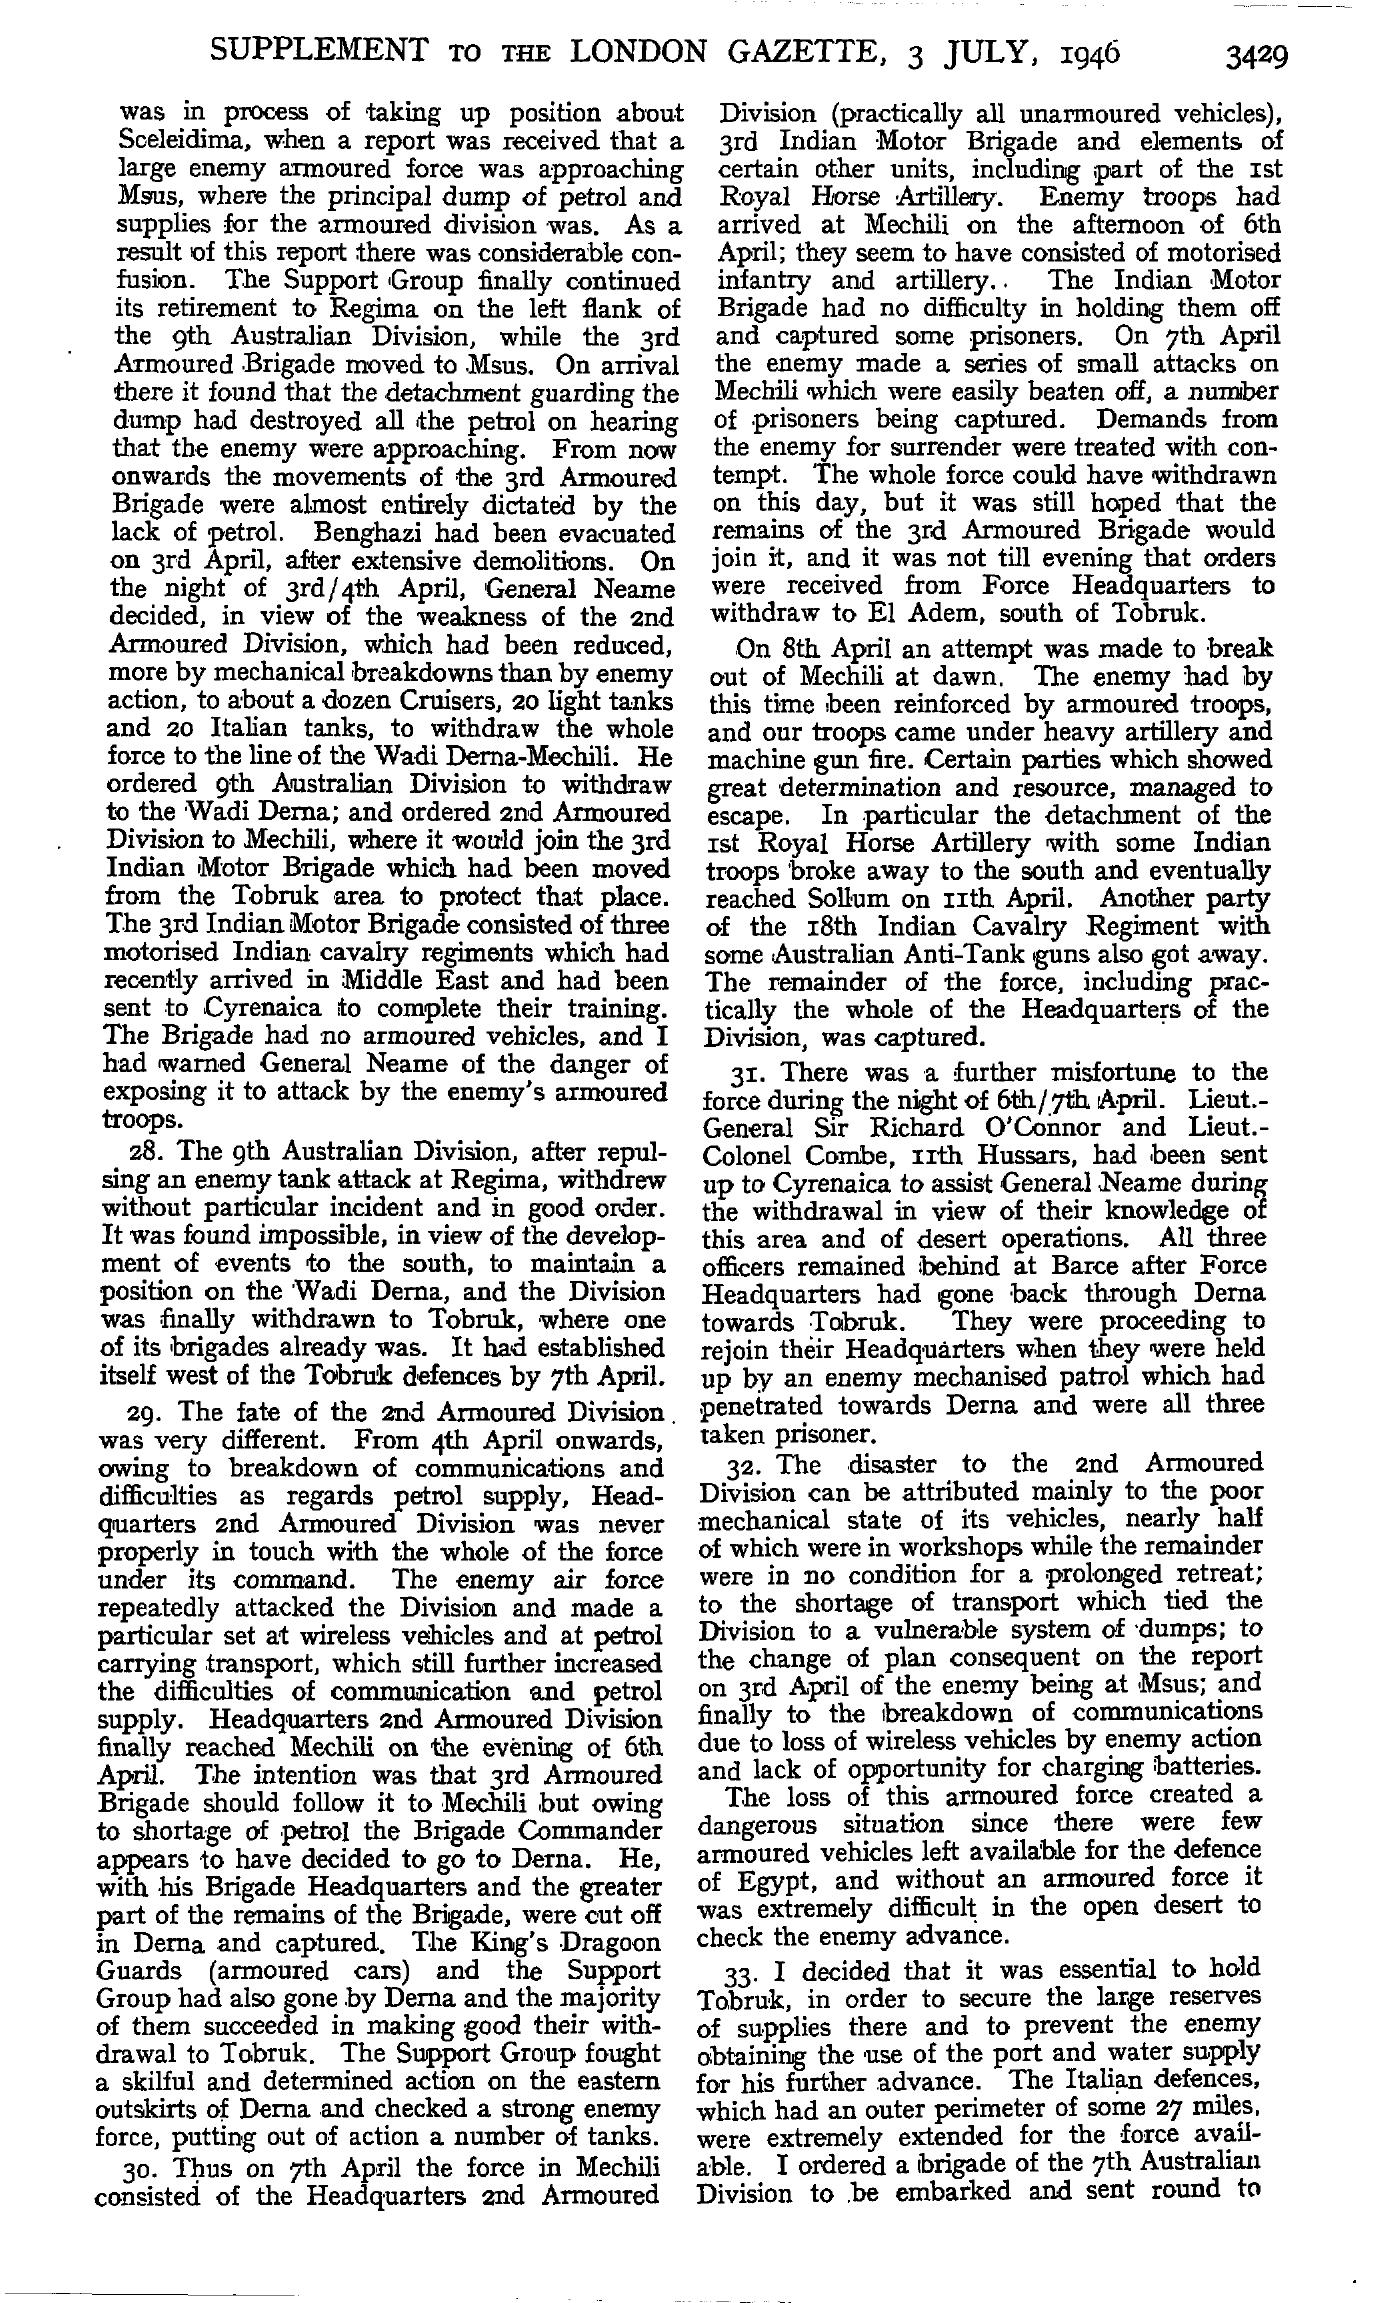 SUPPLEMENT TO THE LONDON GAZETTE, 3 JULY, 1946 3429
was in process of taking up position about
Sceleidima, when a report was received that a
large enemy armoured force was approaching
Msus, where the principal dump of petrol and
supplies for the armoured division was. As a
result of this report there was considerable con-
fusion. The Support Group finally continued
its retirement to Regima on the left flank of
the 9th Australian Division, while the 3rd
Armoured Brigade moved to Msus. On arrival
there it found that the detachment guarding the
dump had destroyed all the petrol on hearing
that the enemy were approaching. From now
onwards the movements of the 3rd Armoured
Brigade were almost entirely dictated by the
lack of petrol. Benghazi had been evacuated
on 3rd April, after extensive demolitions. On
the night of 3rd/4th April, General Neame
decided, in view of the weakness of the 2nd
Armoured Division, which had been reduced,
more by mechanical breakdowns than by enemy
action, to about a dozen Cruisers, 20 light tanks
and 20 Italian tanks, to withdraw the whole
force to the line of the Wadi Derna-Mechili. He
ordered 9th Australian Division to withdraw
to the Wadi Derna; and ordered 2nd Armoured
Division to Mechili, where it would join the 3rd
Indian Motor Brigade which had been moved
from the Tobruk area to protect that place.
The 3rd Indian Motor Brigade consisted of three
motorised Indian cavalry regiments which had
recently arrived in Middle East and had been
sent to Cyrenaica to complete their training.
The Brigade had no armoured vehicles, and I
had warned General Neame of the danger of
exposing it to attack by the enemy's armoured
troops.
28. The 9th Australian Division, after repul-
sing an enemy tank attack at Regima, withdrew
without particular incident and in good order.
It was found impossible, in view of the develop-
ment of events to the south, to maintain a
position on the Wadi Derna, and the Division
was finally withdrawn to Tobruk, where one
of its brigades already was. It had established
itself west of the Tobruk defences by 7th April.
29. The fate of the 2nd Armoured Division
was very different. From 4th April onwards,
owing to breakdown of communications and
difficulties as regards petrol supply, Head-
quarters 2nd Armoured Division was never
properly in touch with the whole of the force
under its command. The enemy air force
repeatedly attacked the Division and made a
particular set at wireless vehicles and at petrol
carrying transport, which still further increased
the difficulties of communication and petrol
supply. Headquarters 2nd Armoured Division
finally reached Mechili on the evening of 6th
April. The intention was that 3rd Armoured
Brigade should follow it to Mechili but owing
to shortage of petrol the Brigade Commander
appears to have decided to go to Derna. He,
with his Brigade Headquarters and the greater
part of the remains of the Brigade, were cut off
in Derna and captured. The King's Dragoon
Guards (armoured cars) and the Support
Group had also gone by Derna and the majority
of them succeeded in making good their with-
drawal to Tobruk. The Support Group fought
a skilful and determined action on the eastern
outskirts of Derna and checked a strong enemy
force, putting out of action a number of tanks.
30. Thus on 7th April the force in Mechili
consisted of the Headquarters 2nd Armoured
Division (practically all unarmoured vehicles),
3rd Indian Motor Brigade and elements of
certain other units, including part of the 1st
Royal Horse Artillery. Enemy troops had
arrived at Mechili on the afternoon of 6th
April; they seem to have consisted of motorised
infantry and artillery. The Indian Motor
Brigade had no difficulty in holding them off
and captured some prisoners. On 7th April
the enemy made a series of small attacks on
Mechili which were easily beaten off, a number
of prisoners being captured. Demands from
the enemy for surrender were treated with con-
tempt. The whole force could have withdrawn
on this day, but it was still hoped that the
remains of the 3rd Armoured Brigade would
join it, and it was not till evening that orders
were received from Force Headquarters to
withdraw to El Adem, south of Tobruk.
On 8th April an attempt was made to break
out of Mechili at dawn. The enemy had by
this time been reinforced by armoured troops,
and our troops came under heavy artillery and
machine gun fire. Certain parties which showed
great determination and resource, managed to
escape. In particular the detachment of the
1st Royal Horse Artillery with some Indian
troops broke away to the south and eventually
reached Sollum on 11th April. Another party
of the 18th Indian Cavalry Regiment with
some Australian Anti-Tank guns also got away.
The remainder of the force, including prac-
tically the whole of the Headquarters of the
Division, was captured.
31. There was a further misfortune to the
force during the night of 6th/7th April. Lieut.-
General Sir Richard O'Connor and Lieut.-
Colonel Combe, 11th Hussars, had been sent
up to Cyrenaica to assist General Neame during
the withdrawal in view of their knowledge of
this area and of desert operations. All three
officers remained behind at Barce after Force
Headquarters had gone back through Derna
towards Tobruk. They were proceeding to
rejoin their Headquarters when they were held
up by an enemy mechanised patrol which had
penetrated towards Derna and were all three
taken prisoner.
32. The disaster to the 2nd Armoured
Division can be attributed mainly to the poor
mechanical state of its vehicles, nearly half
of which were in workshops while the remainder
were in no condition for a prolonged retreat;
to the shortage of transport which tied the
Division to a vulnerable system of dumps; to
the change of plan consequent on the report
on 3rd April of the enemy being at Msus; and
finally to the breakdown of communications
due to loss of wireless vehicles by enemy action
and lack of opportunity for charging batteries.
The loss of this armoured force created a
dangerous situation since there were few
armoured vehicles left available for the defence
of Egypt, and without an armoured force it
was extremely difficult in the open desert to
check the enemy advance.
33. I decided that it was essential to hold
Tobruk, in order to secure the large reserves
of supplies there and to prevent the enemy
obtaining the use of the port and water supply
for his further advance. The Italian defences,
which had an outer perimeter of some 27 miles,
were extremely extended for the force avail-
able. I ordered a brigade of the 7th Australian
Division to be embarked and sent round to